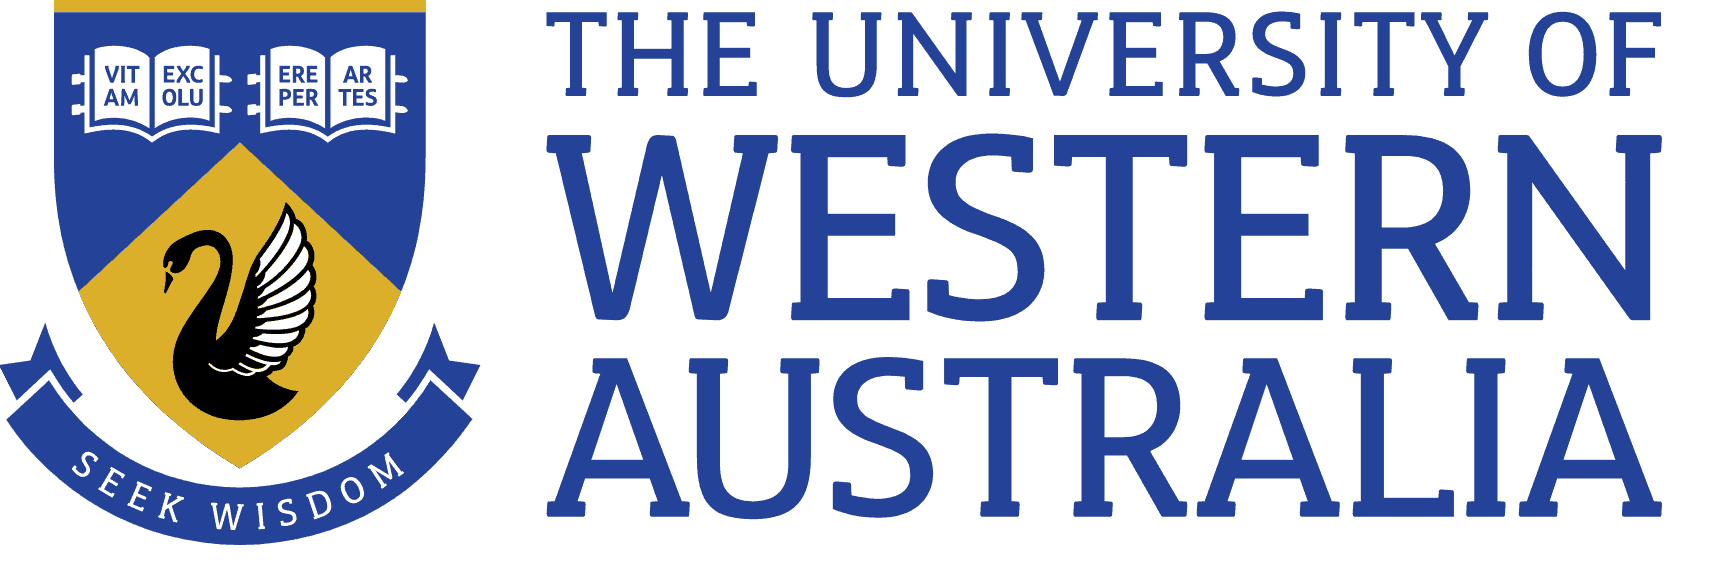 VIT EXC
AM OLU
ERE AR
PER TES
SEEK WISDOM
THE UNIVERSITY OF
WESTERN
AUSTRALIA